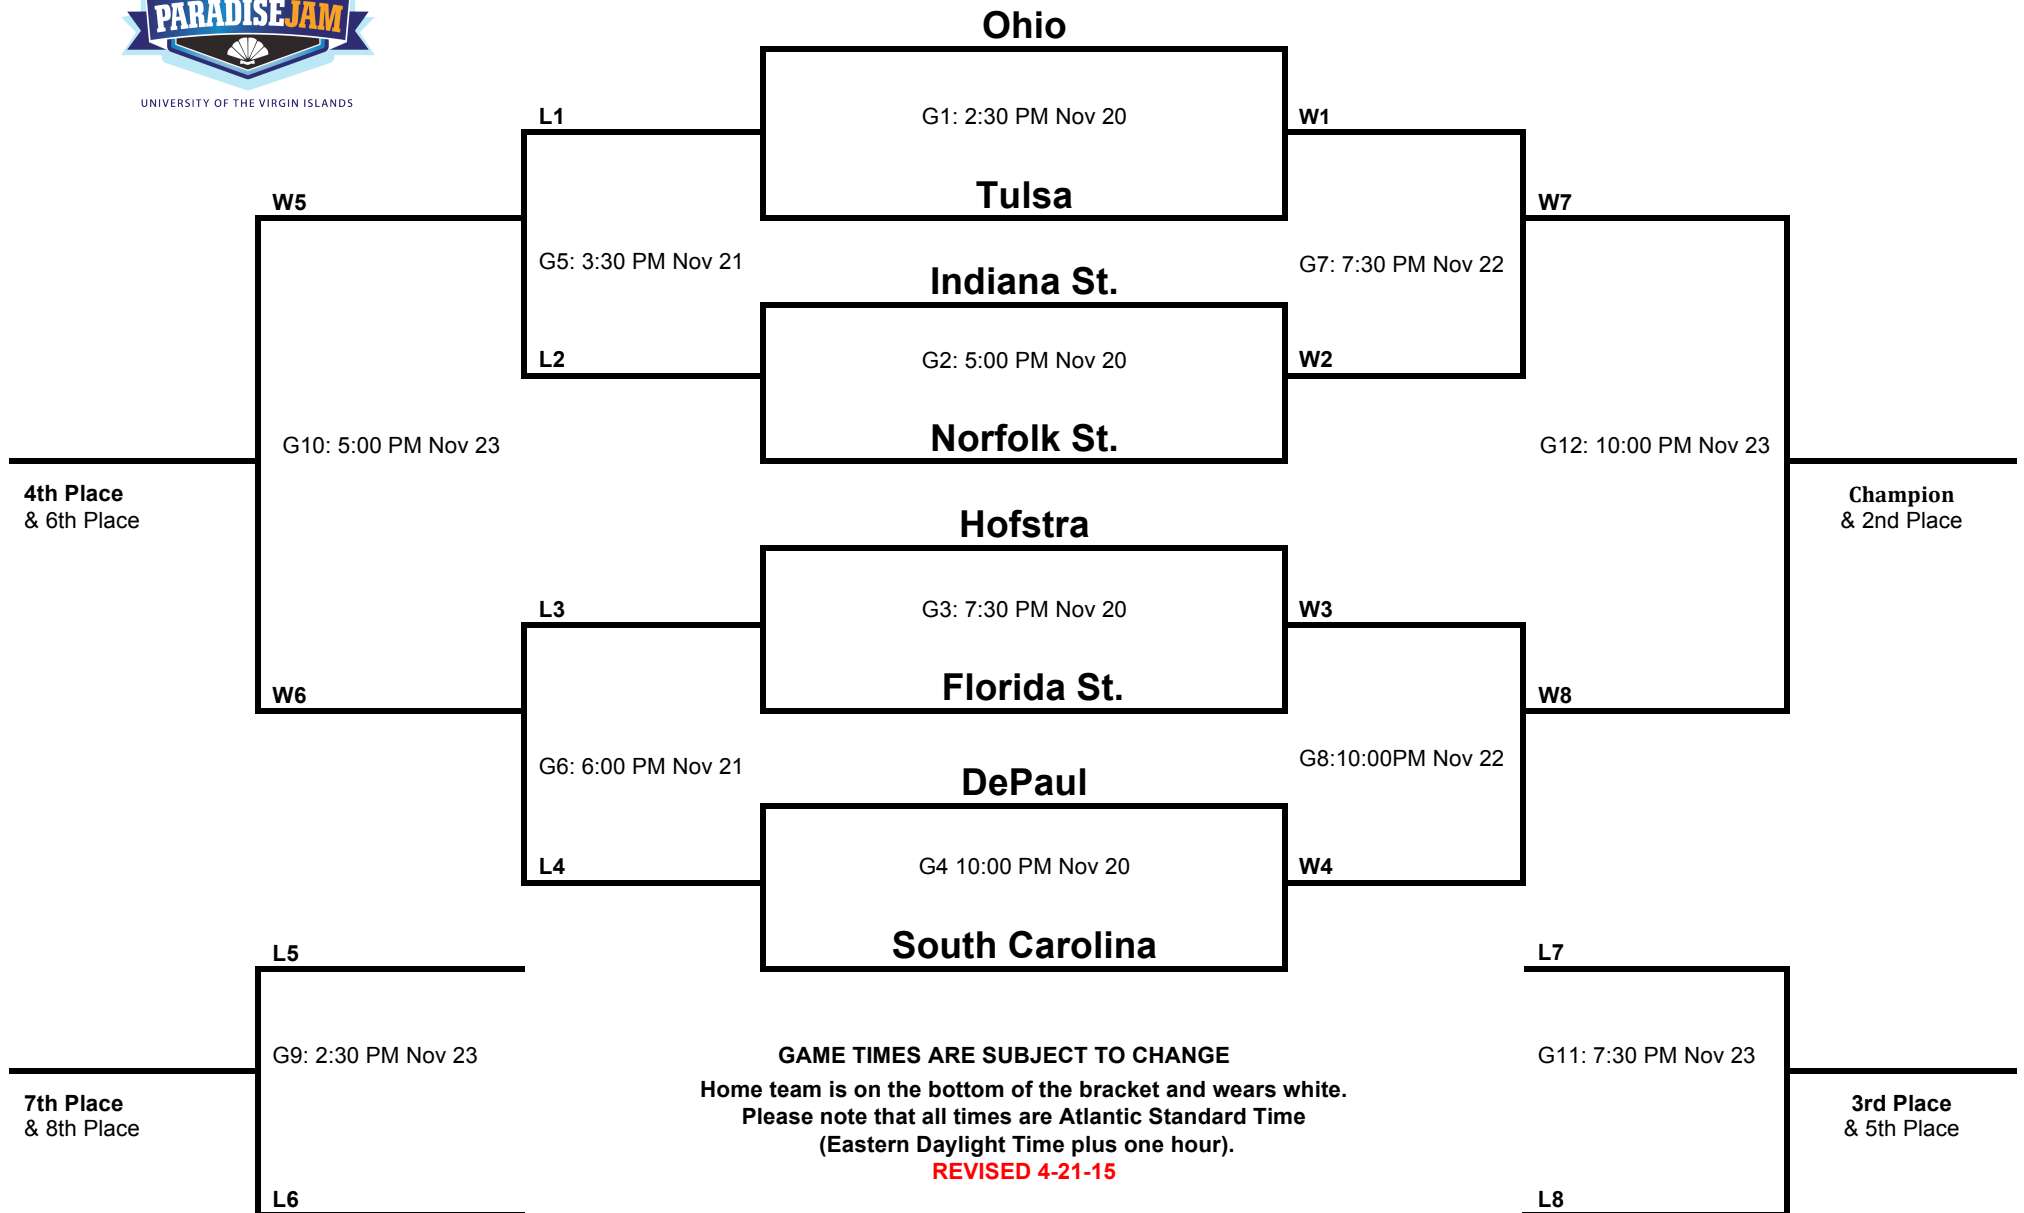 PARADISEJAM
UNIVERSITY OF THE VIRGIN ISLANDS
Ohio
L1
G1: 2:30 PM Nov 20
W1
W5
Tulsa
W7
G5: 3:30 PM Nov 21
Indiana St.
G7: 7:30 PM Nov 22
L2
G2: 5:00 PM Nov 20
W2
G10: 5:00 PM Nov 23
Norfolk St.
G12: 10:00 PM Nov 23
4th Place
& 6th Place
Champion
& 2nd Place
Hofstra
L3
G3: 7:30 PM Nov 20
W3
W6
Florida St.
W8
G6: 6:00 PM Nov 21
DePaul
G8:10:00PM Nov 22
L4
G4 10:00 PM Nov 20
W4
L5
South Carolina
L7
G9: 2:30 PM Nov 23
GAME TIMES ARE SUBJECT TO CHANGE
G11: 7:30 PM Nov 23
Home team is on the bottom of the bracket and wears white.
Please note that all times are Atlantic Standard Time
(Eastern Daylight Time plus one hour).
REVISED 4-21-15
7th Place
& 8th Place
3rd Place
& 5th Place
L6
L8